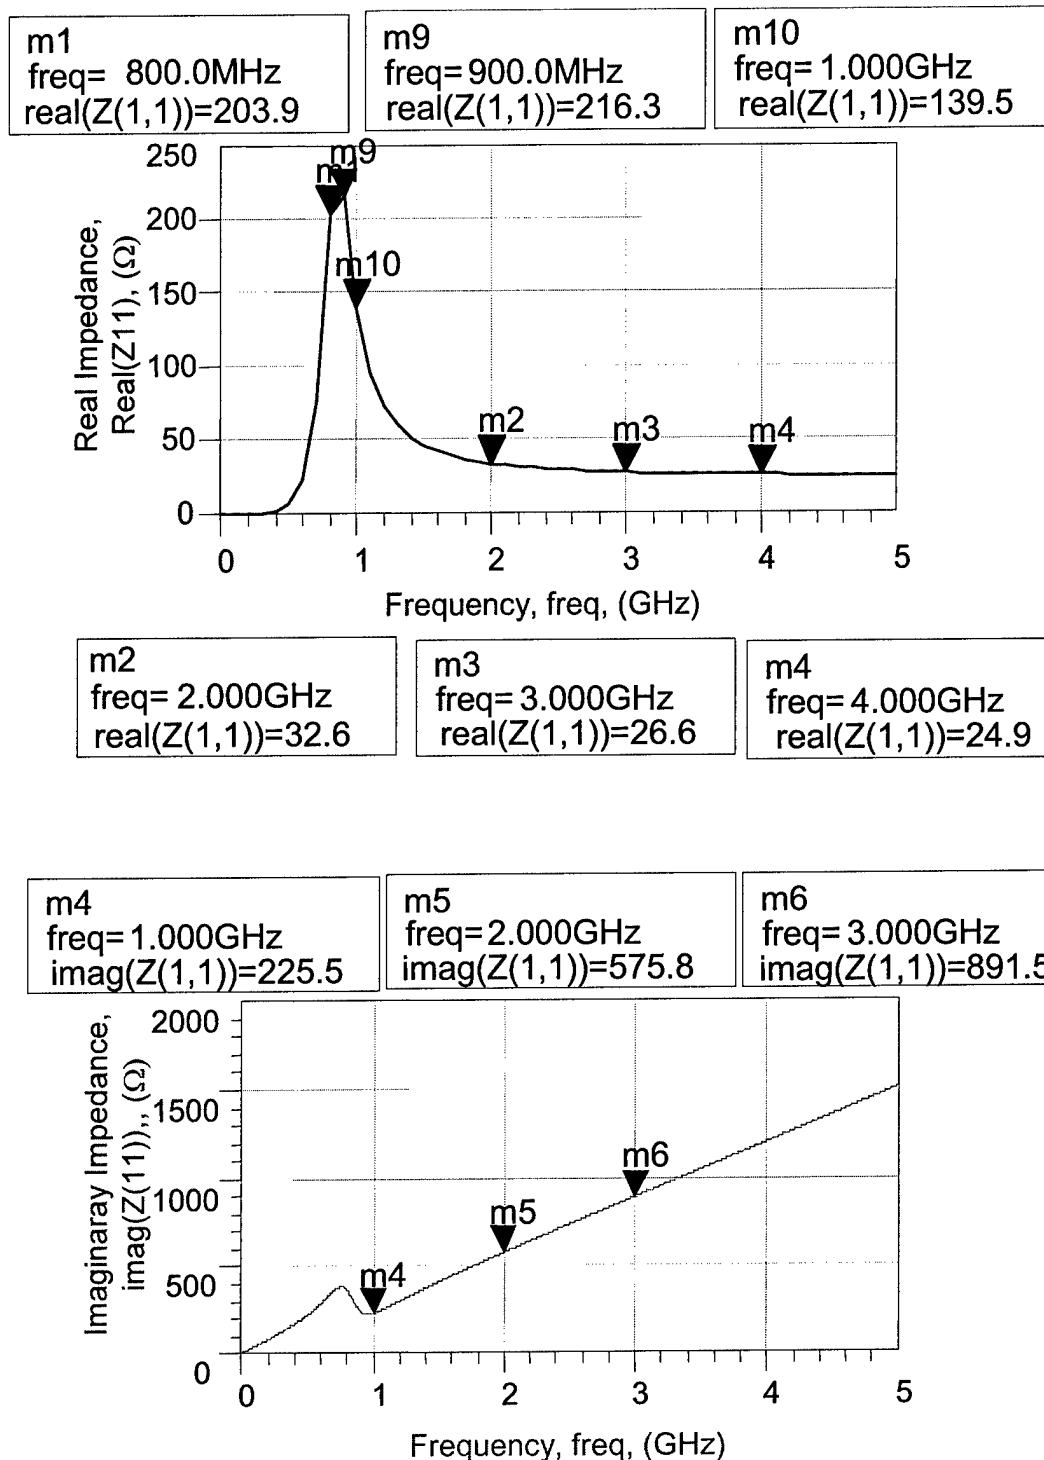 m1
freq= 800.0MHz
real(Z(1,1))=203.9
m9
freq=900.0MHz
real(Z(1,1))=216.3
m10
freq=1.000GHz
real(Z(1,1))=139.5
Real Impedance,
Real(Z11), (Ω)
250
200
150
100
50
0
m1
m9
m10
m2
m3
m4
0 1 2 3 4 5
Frequency, freq, (GHz)
m2
freq= 2.000GHz
real(Z(1,1))=32.6
m3
freq= 3.000GHz
real(Z(1,1))=26.6
m4
freq= 4.000GHz
real(Z(1,1))=24.9
m4
freq=1.000GHz
imag(Z(1,1))=225.5
m5
freq=2.000GHz
imag(Z(1,1))=575.8
m6
freq= 3.000GHz
imag(Z(1,1))=891.5
Imaginaray Impedance,
imag(Z(11)),, (Ω)
2000
1500
1000
500
0
m4
m5
m6
0 1 2 3 4 5
Frequency, freq, (GHz)